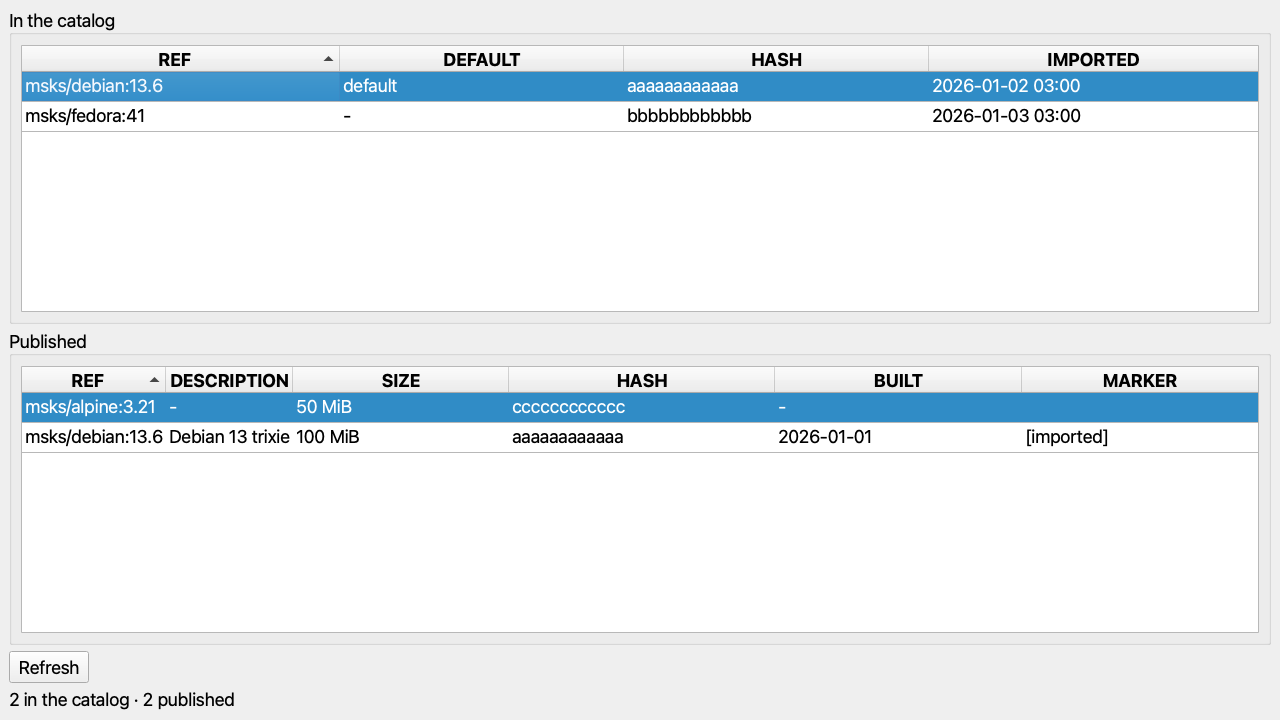 In the catalog
REF DEFAULT HASH IMPORTED
msks/debian:13.6 default aaaaaaaaaaaa 2026-01-02 03:00
msks/fedora:41 - bbbbbbbbbbbb 2026-01-03 03:00
Published
REF DESCRIPTION SIZE HASH BUILT MARKER
msks/alpine:3.21 - 50 MiB cccccccccccc -
msks/debian:13.6 Debian 13 trixie 100 MiB aaaaaaaaaaaa 2026-01-01 [imported]
Refresh
2 in the catalog · 2 published